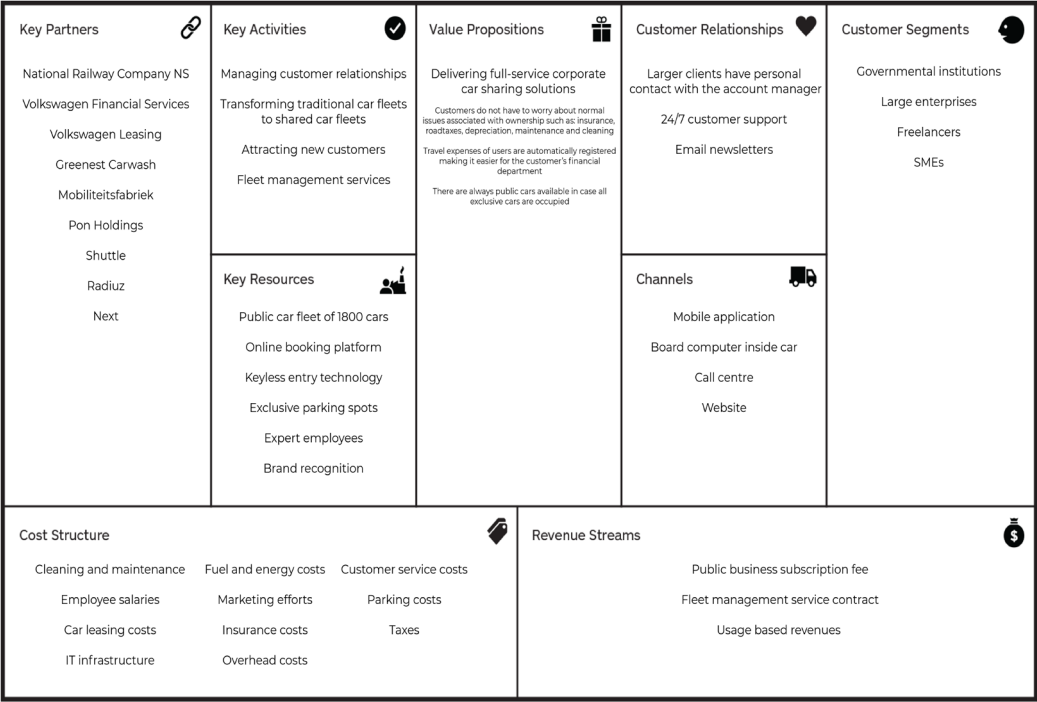 Key Partners
National Railway Company NS
Volkswagen Financial Services
Volkswagen Leasing
Greenest Carwash
Mobiliteitsfabriek
Pon Holdings
Shuttle
Radiuz
Next
Key Activities
Managing customer relationships
Transforming traditional car fleets
to shared car fleets
Attracting new customers
Fleet management services
Key Resources
Public car fleet of 1800 cars
Online booking platform
Keyless entry technology
Exclusive parking spots
Expert employees
Brand recognition
Value Propositions
Delivering full-service corporate
car sharing solutions
Customers do not have to worry about normal
issues associated with ownership such as: insurance,
roadtaxes, depreciation, maintenance and cleaning
Travel expenses of users are automatically registered
making it easier for the customer's financial
department
There are always public cars available in case all
exclusive cars are occupied
Customer Relationships
Larger clients have personal
contact with the account manager
24/7 customer support
Email newsletters
Channels
Mobile application
Board computer inside car
Call centre
Website
Customer Segments
Governmental institutions
Large enterprises
Freelancers
SMEs
Cost Structure
Cleaning and maintenance
Employee salaries
Car leasing costs
IT infrastructure
Fuel and energy costs
Marketing efforts
Insurance costs
Overhead costs
Customer service costs
Parking costs
Taxes
Revenue Streams
$
Public business subscription fee
Fleet management service contract
Usage based revenues